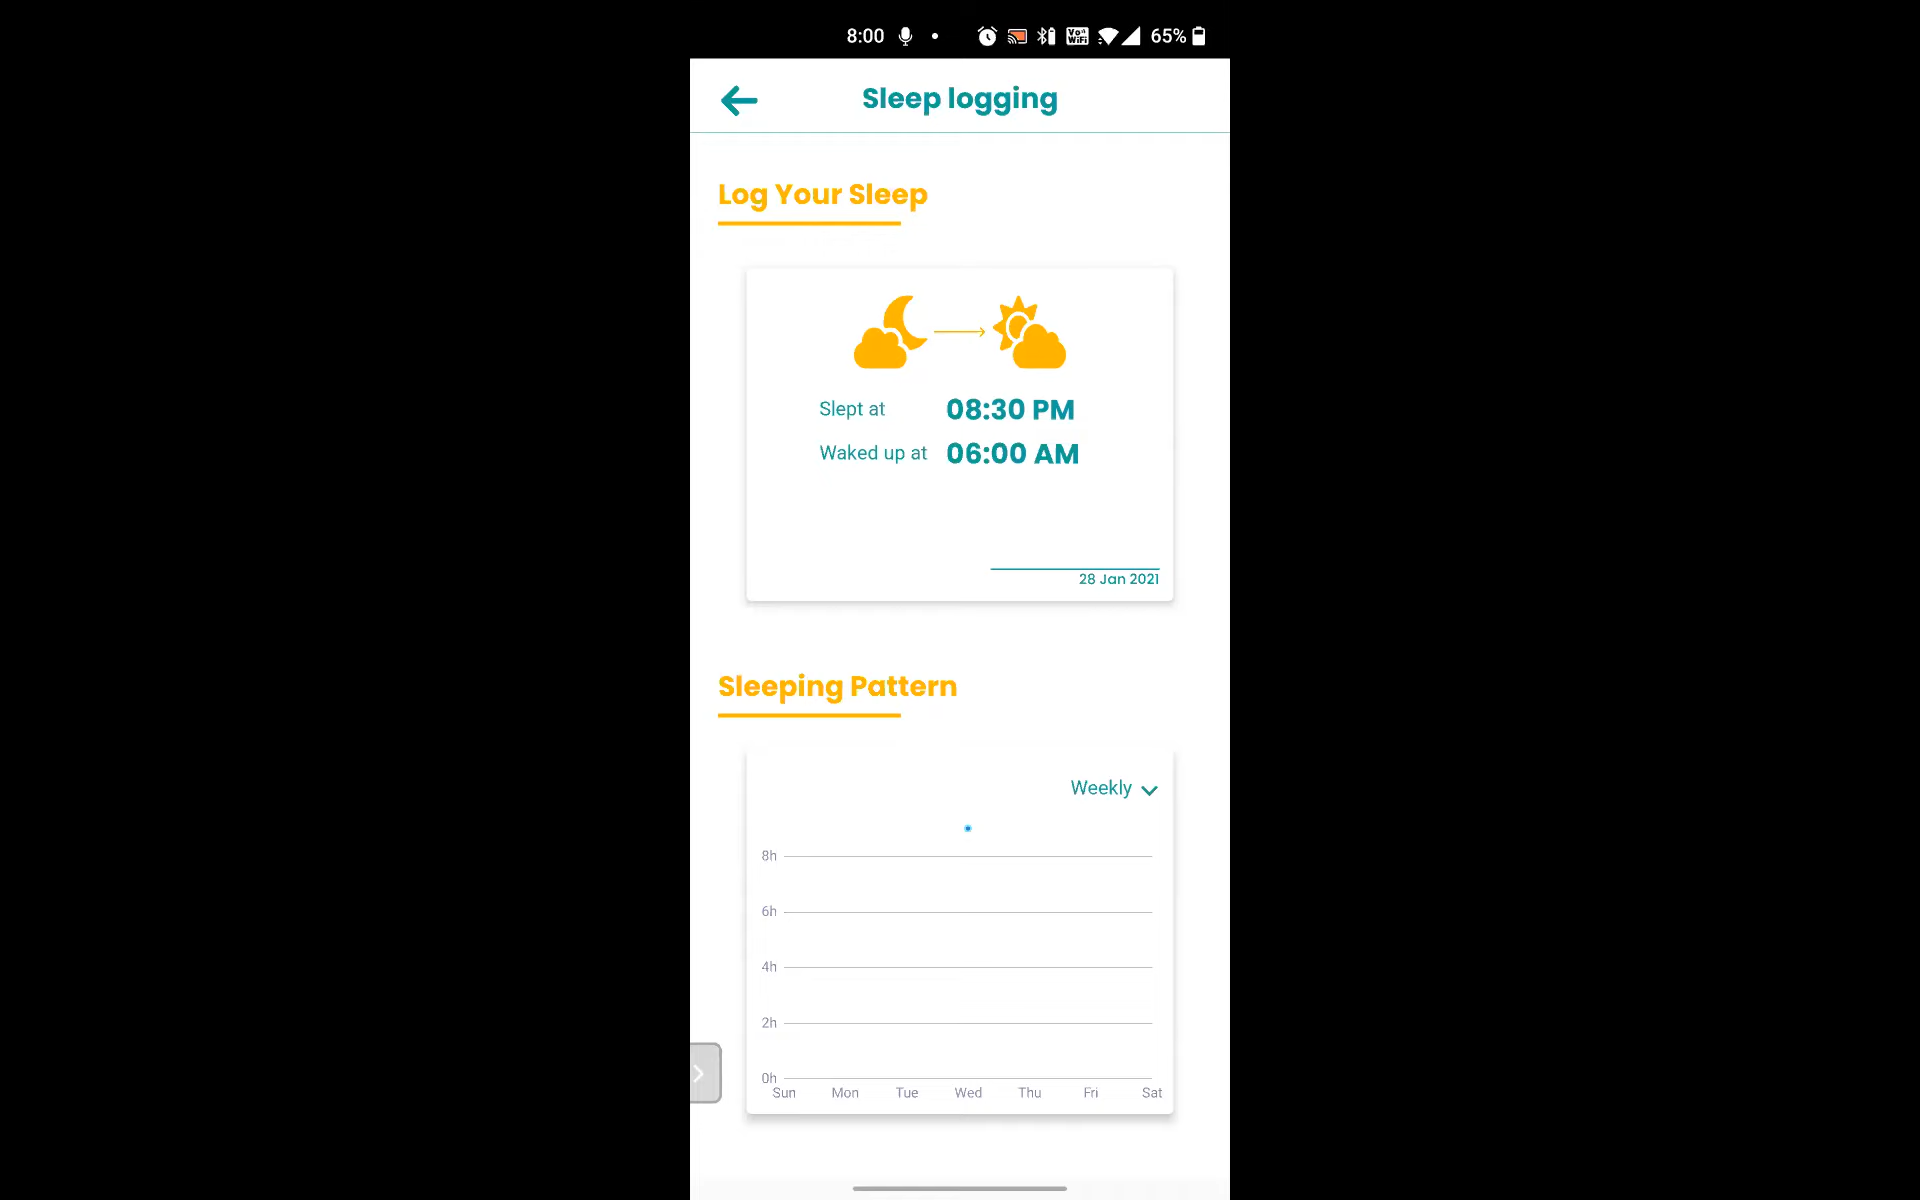 8:00 65%
Sleep logging
Log Your Sleep
Slept at 08:30 PM
Waked up at 06:00 AM
28 Jan 2021
Sleeping Pattern
Weekly
8h
6h
4h
2h
0h
Sun Mon Tue Wed Thu Fri Sat